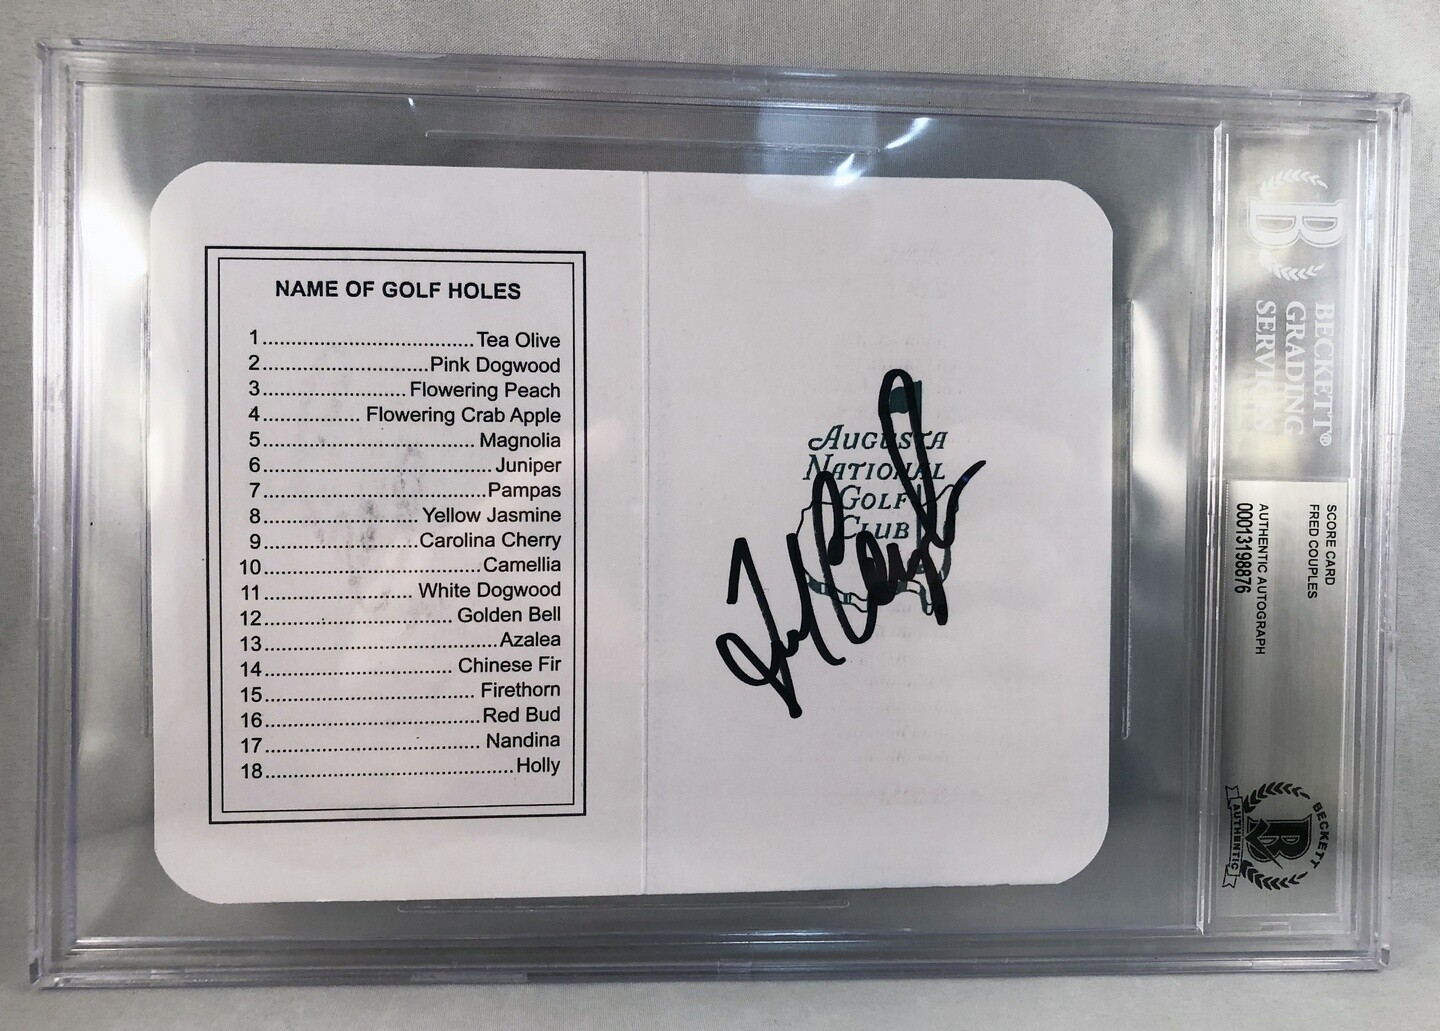 NAME OF GOLF HOLES
1..........................................Tea Olive
2.................................Pink Dogwood
3............................Flowering Peach
4................... Flowering Crab Apple
5..........................................Magnolia
6.............................................Juniper
7............................................Pampas
8............................... Yellow Jasmine
9...............................Carolina Cherry
10...........................................Camellia
11............................ White Dogwood
12..................................... Golden Bell
13..............................................Azalea
14..................................... Chinese Fir
15......................................... Firethorn
16...........................................Red Bud
17.......................................... Nandina
18.................................................Holly
AUGUSTA
NATIONAL
GOLF
CLUB
Fred Couples
BECKETT®
GRADING
SERVICES
SCORE CARD
FRED COUPLES
AUTHENTIC AUTOGRAPH
00013198876
BECKETT
AUTHENTIC